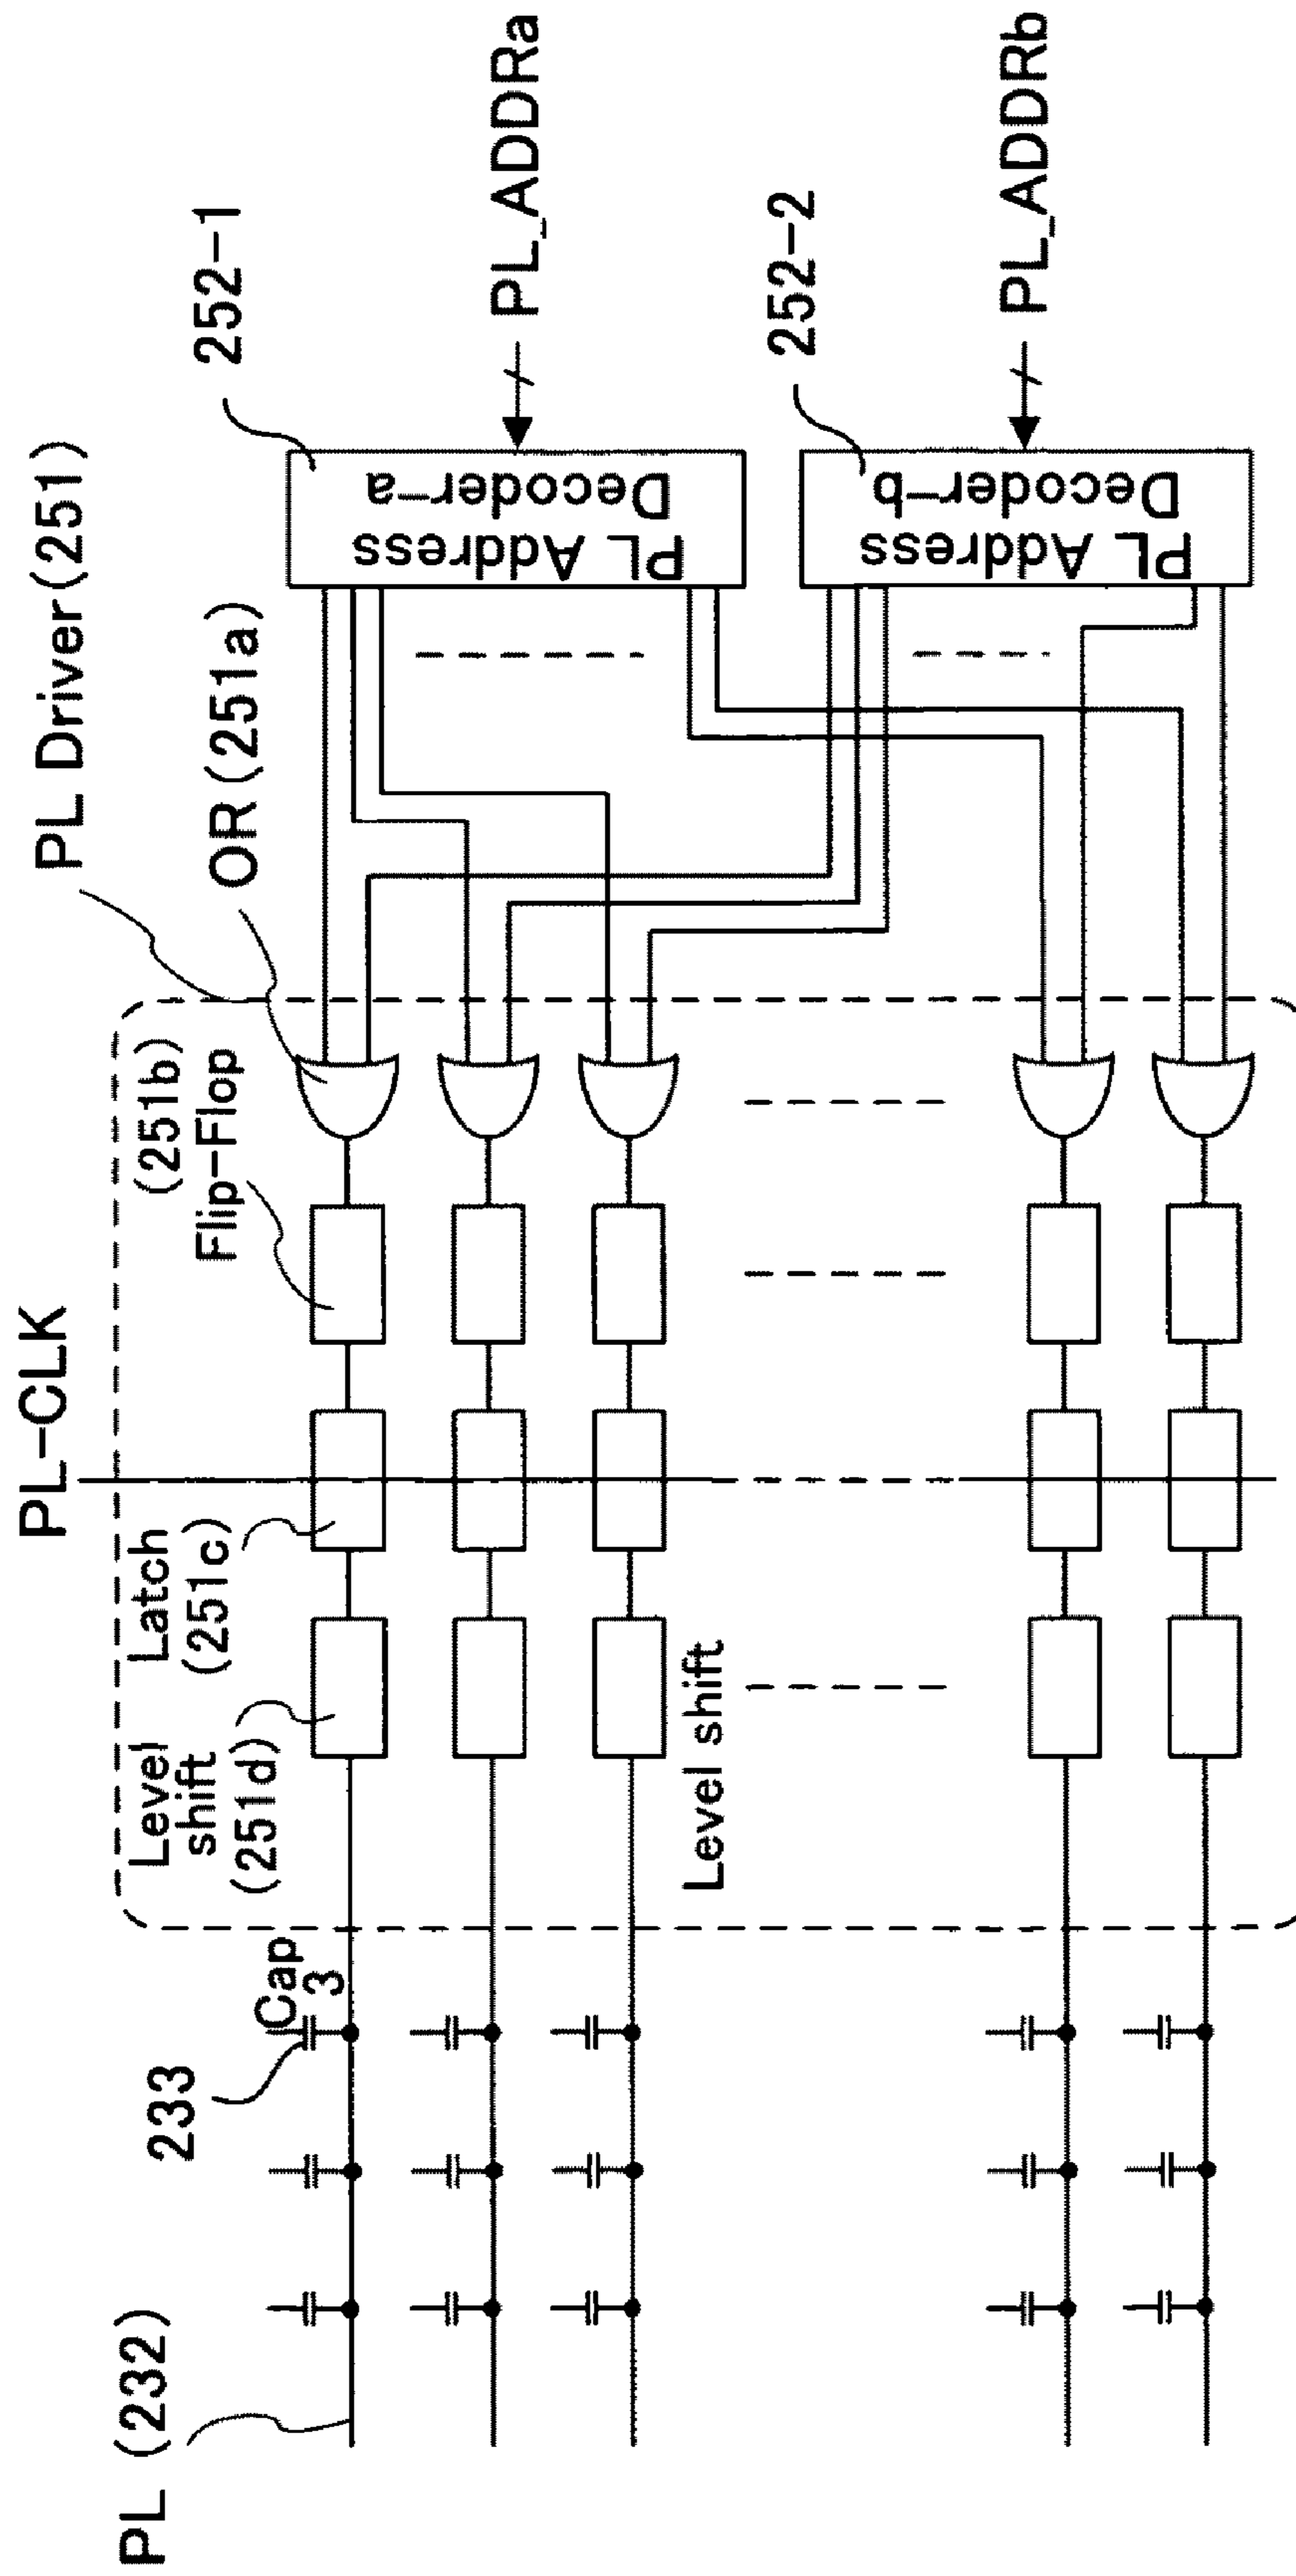 PL (232)
233
Cap
3
Level
shift
(251d)
Latch
(251c)
PL-CLK
(251b)
Flip-Flop
PL Driver(251)
OR(251a)
252-1
PL_ADDRa
252-2
PL_ADDRb
PL Address
Decoder-a
PL Address
Decoder-b
Level shift